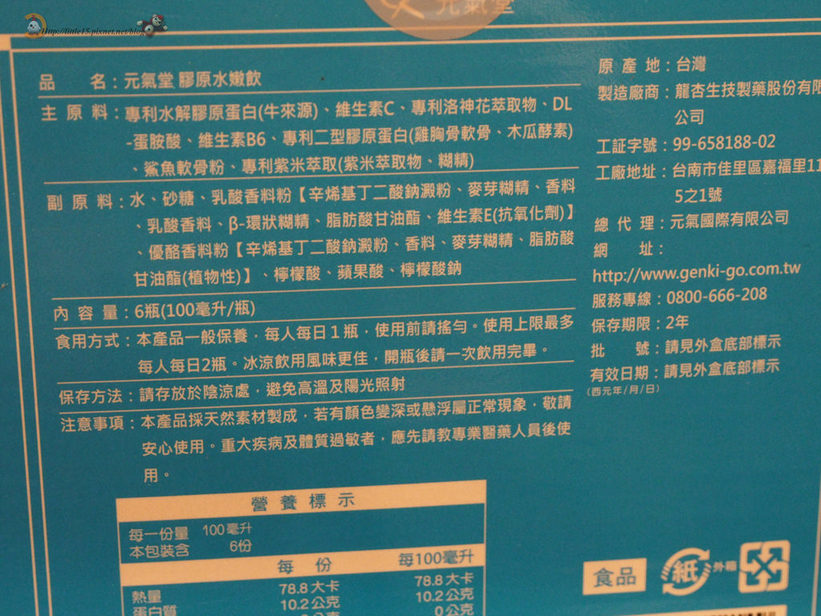 http://little15.pixnet.net/blog
元氣堂
品 名：元氣堂 膠原水嫩飲
主 原 料：專利水解膠原蛋白(牛來源)、維生素C、專利洛神花萃取物、DL
-蛋胺酸、維生素B6、專利二型膠原蛋白(雞胸骨軟骨、木瓜酵素)
、鯊魚軟骨粉、專利紫米萃取(紫米萃取物、糊精)
副 原 料：水、砂糖、乳酸香料粉【辛烯基丁二酸鈉澱粉、麥芽糊精、香料
、乳酸香料、β-環狀糊精、脂肪酸甘油酯、維生素E(抗氧化劑)】
、優酪香料粉【辛烯基丁二酸鈉澱粉、香料、麥芽糊精、脂肪酸
甘油酯(植物性)】、檸檬酸、蘋果酸、檸檬酸鈉
內 容 量：6瓶(100毫升/瓶)
食用方式：本產品一般保養，每人每日1瓶，使用前請搖勻。使用上限最多
每人每日2瓶。冰涼飲用風味更佳，開瓶後請一次飲用完畢。
保存方法：請存放於陰涼處，避免高溫及陽光照射
注意事項：本產品採天然素材製成，若有顏色變深或懸浮屬正常現象，敬請
安心使用。重大疾病及體質過敏者，應先請教專業醫藥人員後使
用。
營養標示
每一份量 100毫升
本包裝含 6份
每 份 每100毫升
熱量 78.8大卡 78.8大卡
蛋白質 10.2公克 10.2公克
0公克
原 產 地：台灣
製造廠商：龍杏生技製藥股份有限
公司
工証字號：99-658188-02
工廠地址：台南市佳里區嘉福里11
5之1號
總 代 理：元氣國際有限公司
網 址：
http://www.genki-go.com.tw
服務專線：0800-666-208
保存期限：2年
批 號：請見外盒底部標示
有效日期：請見外盒底部標示
(西元年/月/日)
食品
紙
外箱